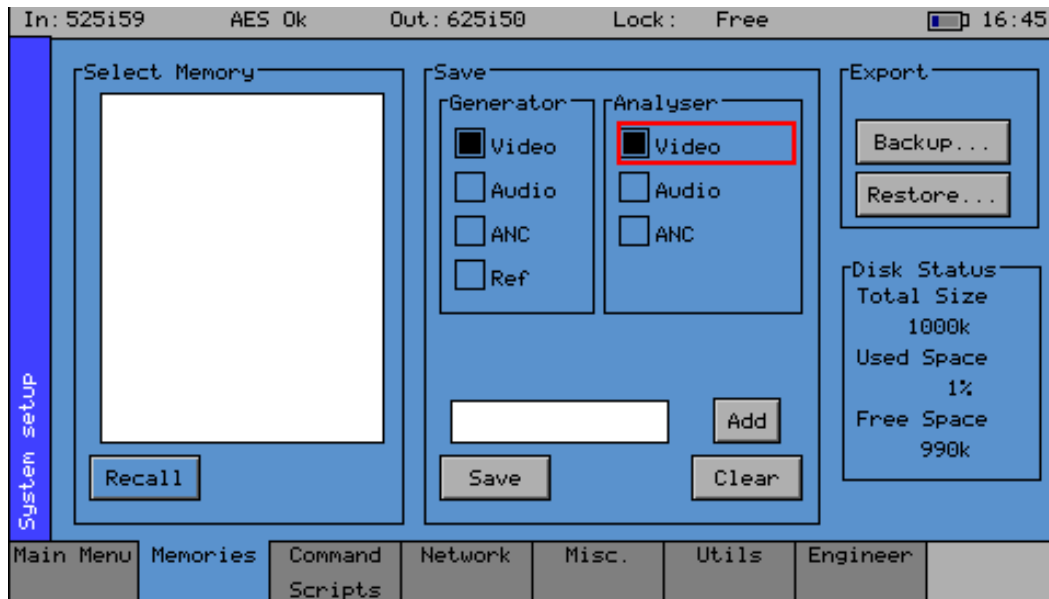 In: 525i59 AES Ok Out: 625i50 Lock: Free 16:45
System setup
Select Memory
Recall
Save
Generator
Video
Audio
ANC
Ref
Analyser
Video
Audio
ANC
Add
Save
Clear
Export
Backup...
Restore...
Disk Status
Total Size
1000k
Used Space
1%
Free Space
990k
Main Menu
Memories
Command
Scripts
Network
Misc.
Utils
Engineer